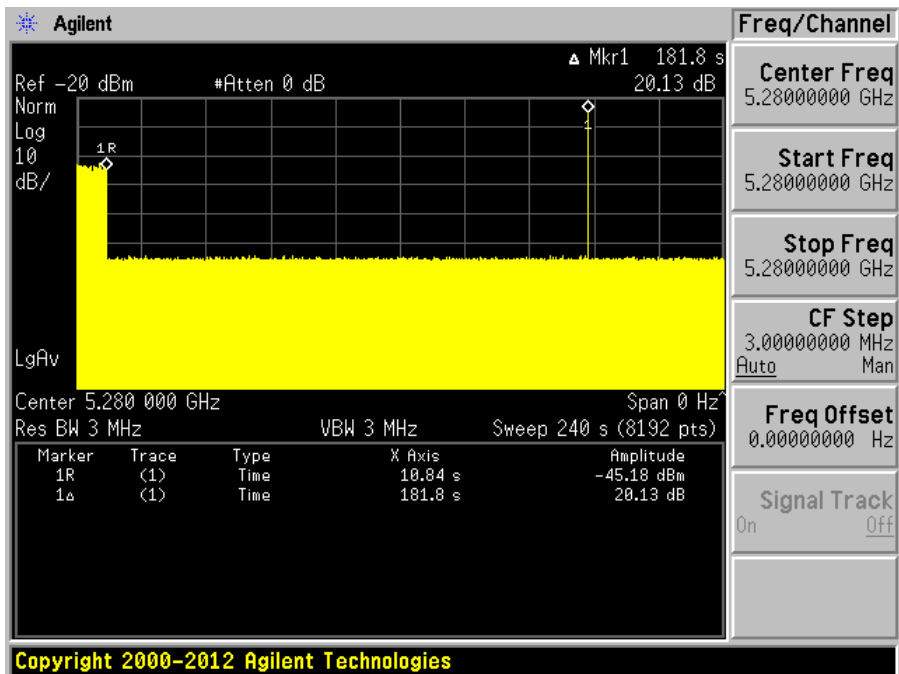 Agilent
Freq/Channel
Δ Mkr1 181.8 s
Ref -20 dBm #Atten 0 dB 20.13 dB
Norm
Log
10
dB/
1R
1
LgAv
Center 5.280 000 GHz Span 0 Hz^
Res BW 3 MHz VBW 3 MHz Sweep 240 s (8192 pts)
Marker Trace Type X Axis Amplitude
1R (1) Time 10.84 s -45.18 dBm
1Δ (1) Time 181.8 s 20.13 dB
Center Freq
5.28000000 GHz
Start Freq
5.28000000 GHz
Stop Freq
5.28000000 GHz
CF Step
3.00000000 MHz
Auto Man
Freq Offset
0.00000000 Hz
Signal Track
On Off
Copyright 2000-2012 Agilent Technologies